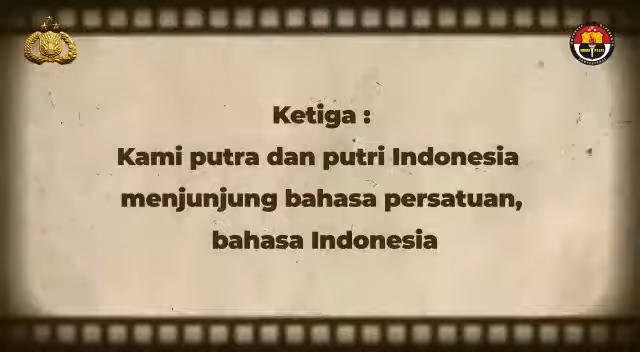 Ketiga :
Kami putra dan putri Indonesia
menjunjung bahasa persatuan,
bahasa Indonesia